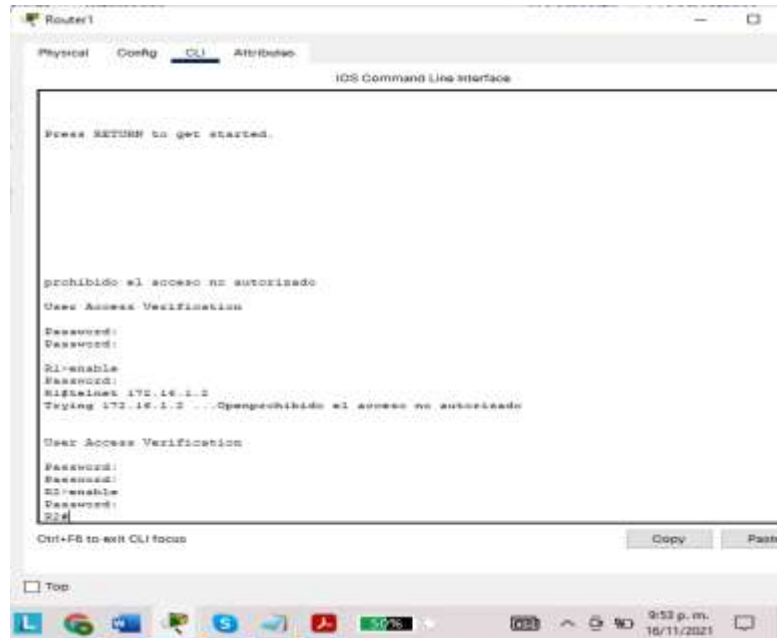 Router1
Physical Config CLI Attributes
IOS Command Line Interface
Press RETURN to get started.
prohibido el acceso no autorizado
User Access Verification
Password:
Password:
R1>enable
Password:
R1#telnet 172.16.1.2
Trying 172.16.1.2 ...Openprohibido el acceso no autorizado
User Access Verification
Password:
Password:
R2>enable
Password:
R2#
Ctrl+F6 to exit CLI focus
Copy
Top
50%
9:53 p. m.
16/11/2021